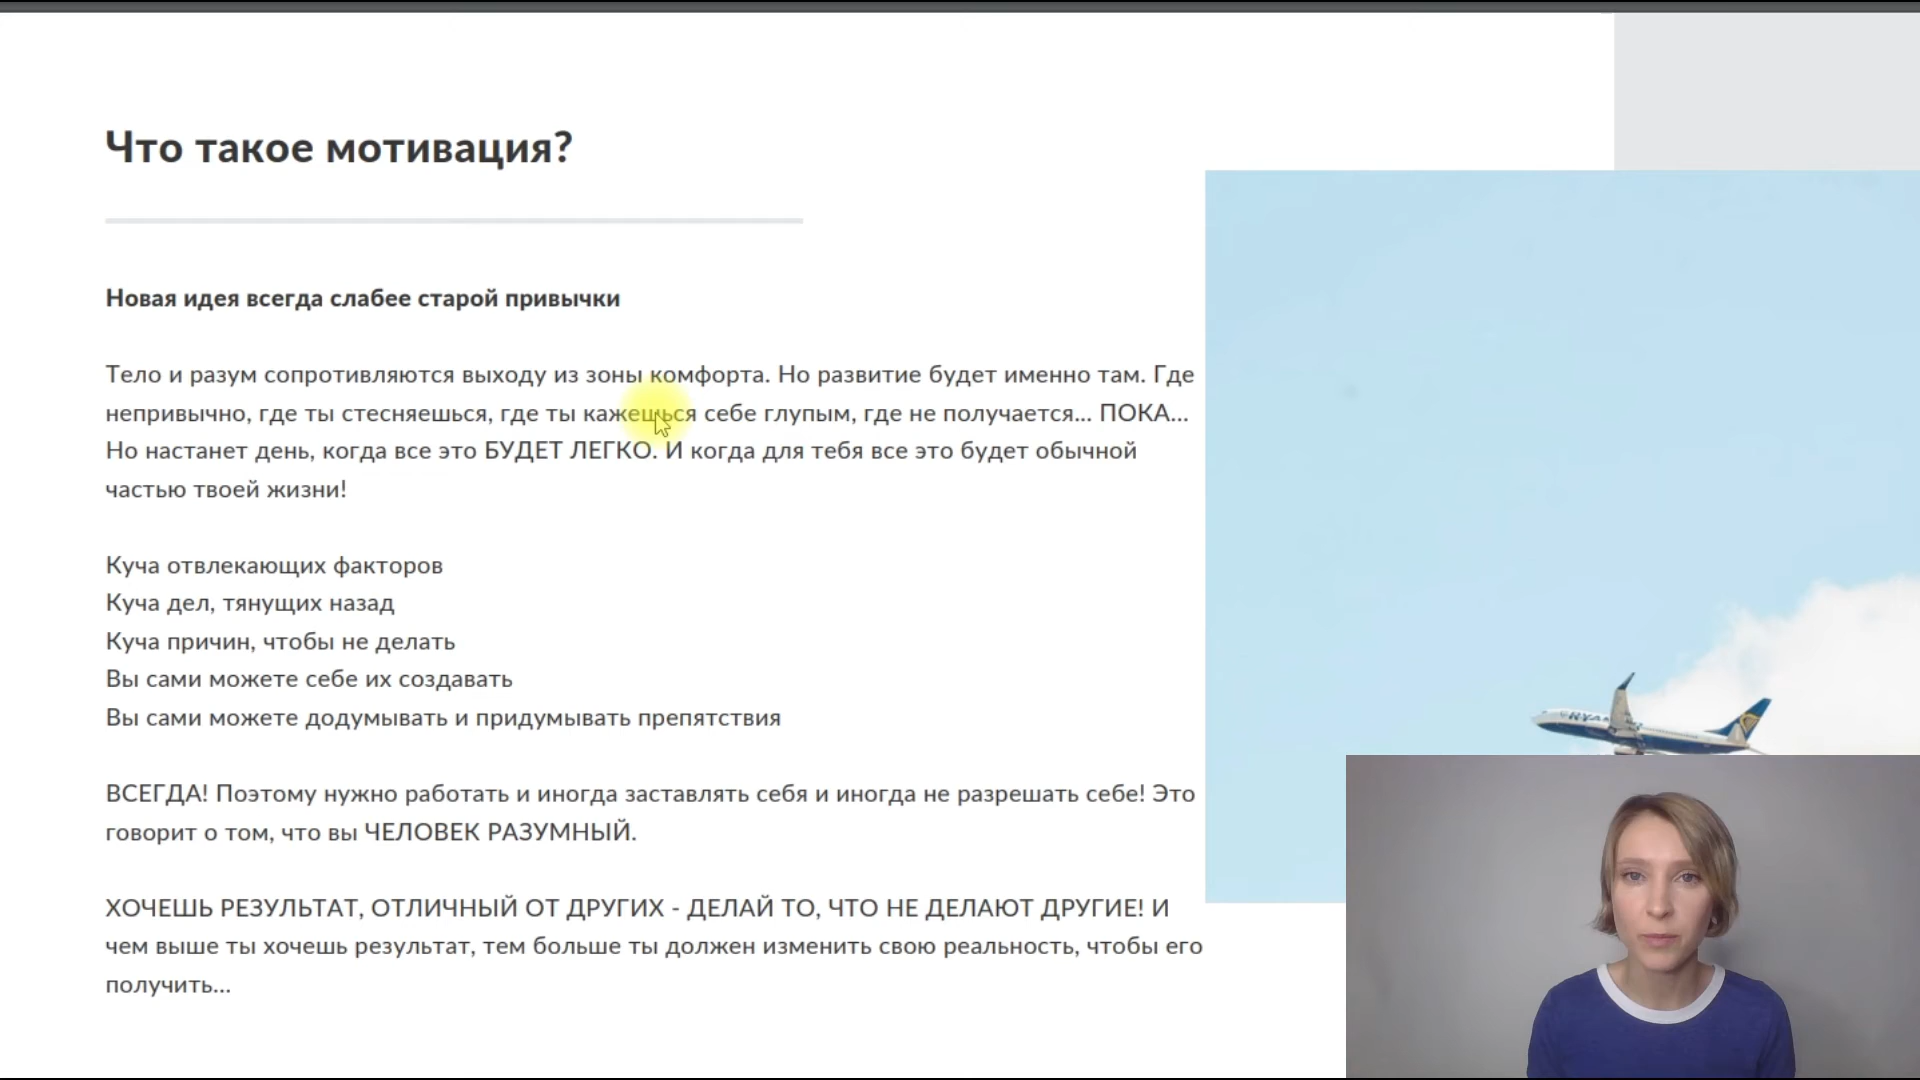 Что такое мотивация?
Новая идея всегда слабее старой привычки
Тело и разум сопротивляются выходу из зоны комфорта. Но развитие будет именно там. Где
непривычно, где ты стесняешься, где ты кажешься себе глупым, где не получается... ПОКА...
Но настанет день, когда все это БУДЕТ ЛЕГКО. И когда для тебя все это будет обычной
частью твоей жизни!
Куча отвлекающих факторов
Куча дел, тянущих назад
Куча причин, чтобы не делать
Вы сами можете себе их создавать
Вы сами можете додумывать и придумывать препятствия
ВСЕГДА! Поэтому нужно работать и иногда заставлять себя и иногда не разрешать себе! Это
говорит о том, что вы ЧЕЛОВЕК РАЗУМНЫЙ.
ХОЧЕШЬ РЕЗУЛЬТАТ, ОТЛИЧНЫЙ ОТ ДРУГИХ - ДЕЛАЙ ТО, ЧТО НЕ ДЕЛАЮТ ДРУГИЕ! И
чем выше ты хочешь результат, тем больше ты должен изменить свою реальность, чтобы его
получить...